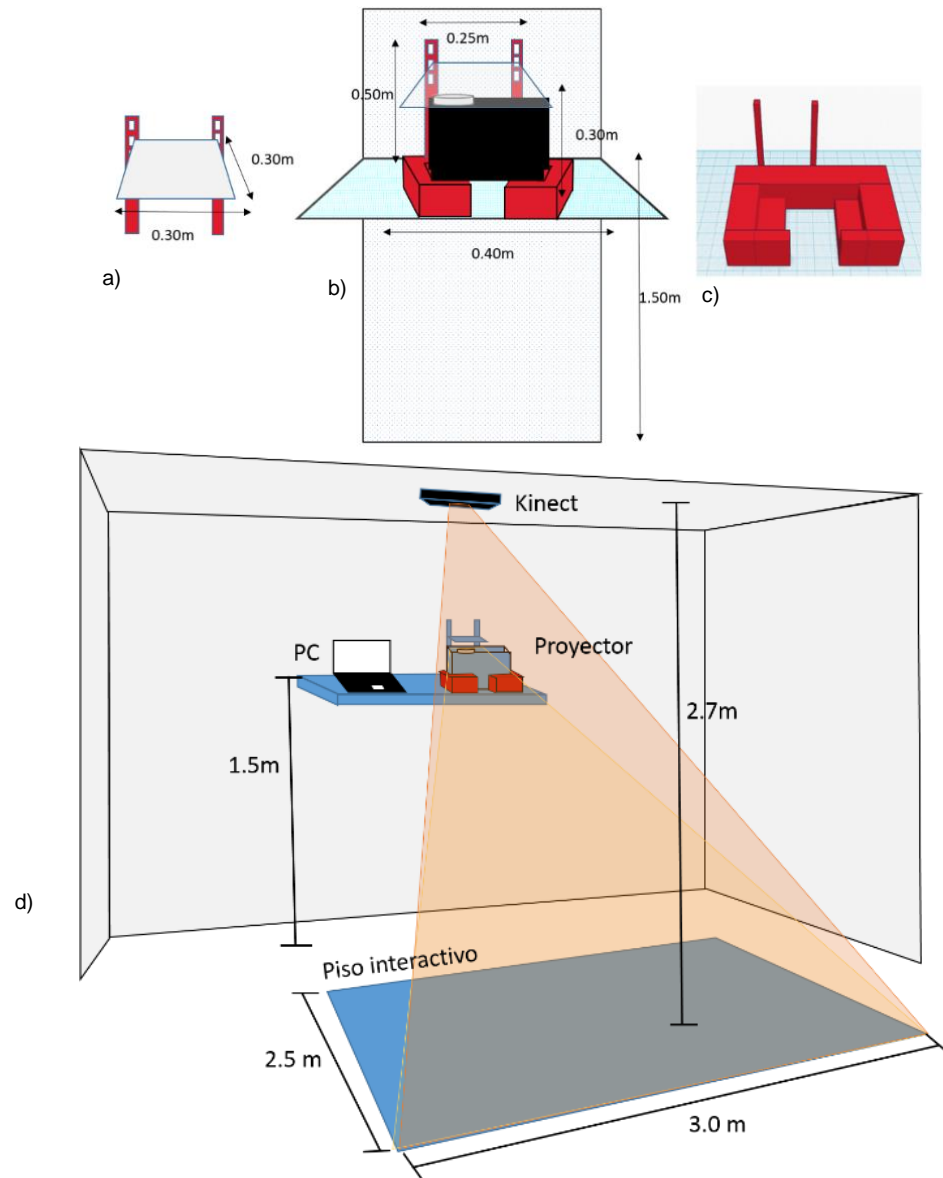 0.25m
0.50m
0.30m
0.30m
0.30m
0.40m
1.50m
a)
b)
c)
Kinect
PC
Proyector
2.7m
1.5m
d)
Piso interactivo
2.5 m
3.0 m